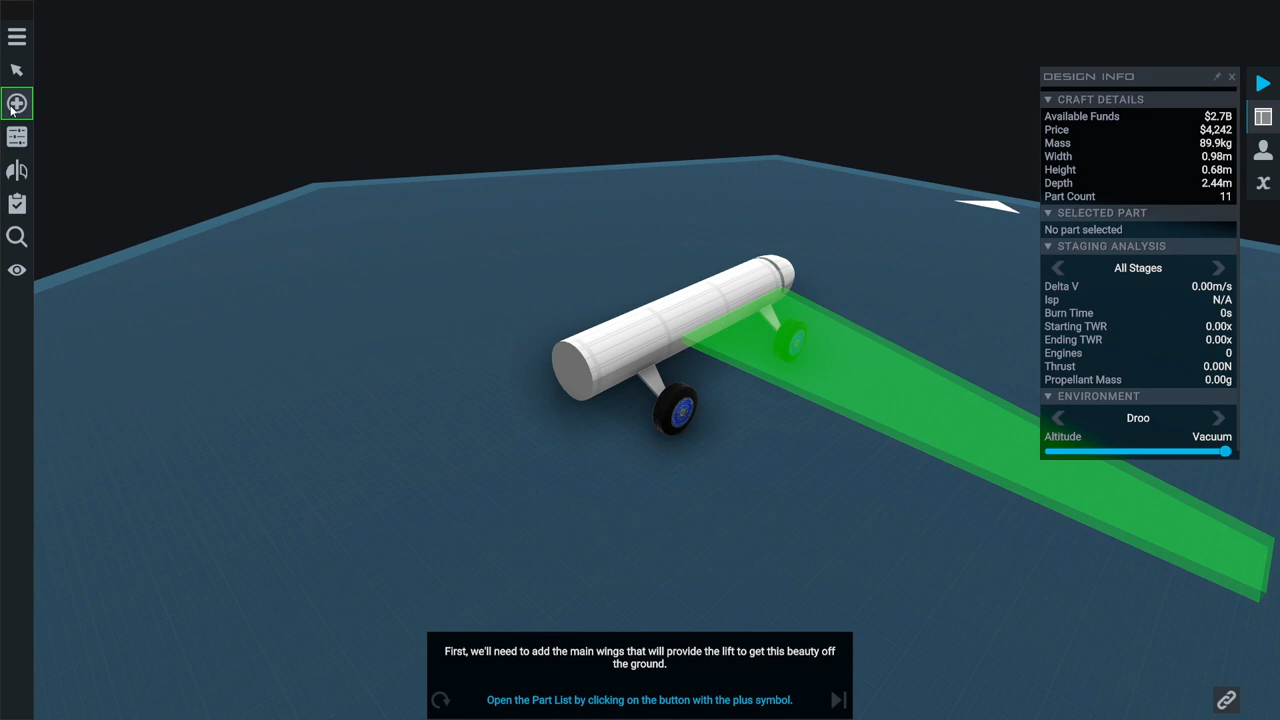 DESIGN INFO
CRAFT DETAILS
Available Funds $2.7B
Price $4,242
Mass 89.9kg
Width 0.98m
Height 0.68m
Depth 2.44m
Part Count 11
SELECTED PART
No part selected
STAGING ANALYSIS
All Stages
Delta V 0.00m/s
Isp N/A
Burn Time 0s
Starting TWR 0.00x
Ending TWR 0.00x
Engines 0
Thrust 0.00N
Propellant Mass 0.00g
ENVIRONMENT
Droo
Altitude Vacuum
First, we'll need to add the main wings that will provide the lift to get this beauty off
the ground.
Open the Part List by clicking on the button with the plus symbol.